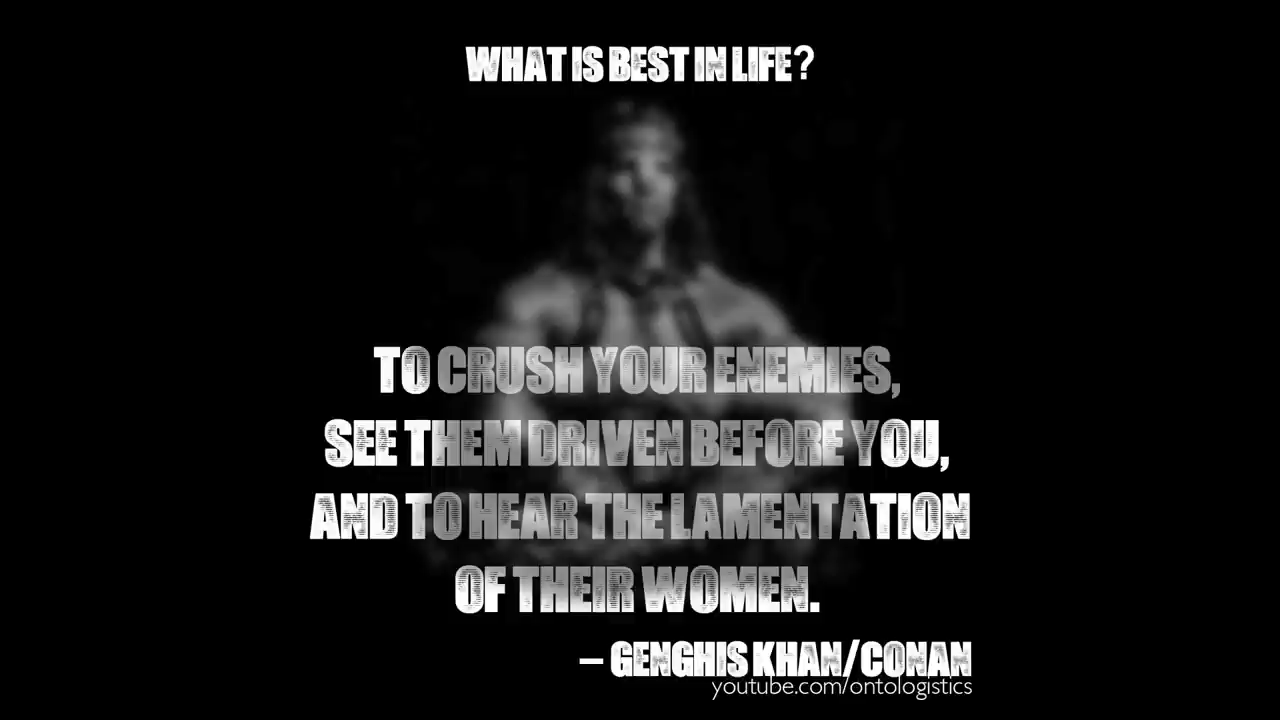 WHAT IS BEST IN LIFE?
TO CRUSH YOUR ENEMIES,
SEE THEM DRIVEN BEFORE YOU,
AND TO HEAR THE LAMENTATION
OF THEIR WOMEN.
– GENGHIS KHAN/CONAN
youtube.com/ontologistics